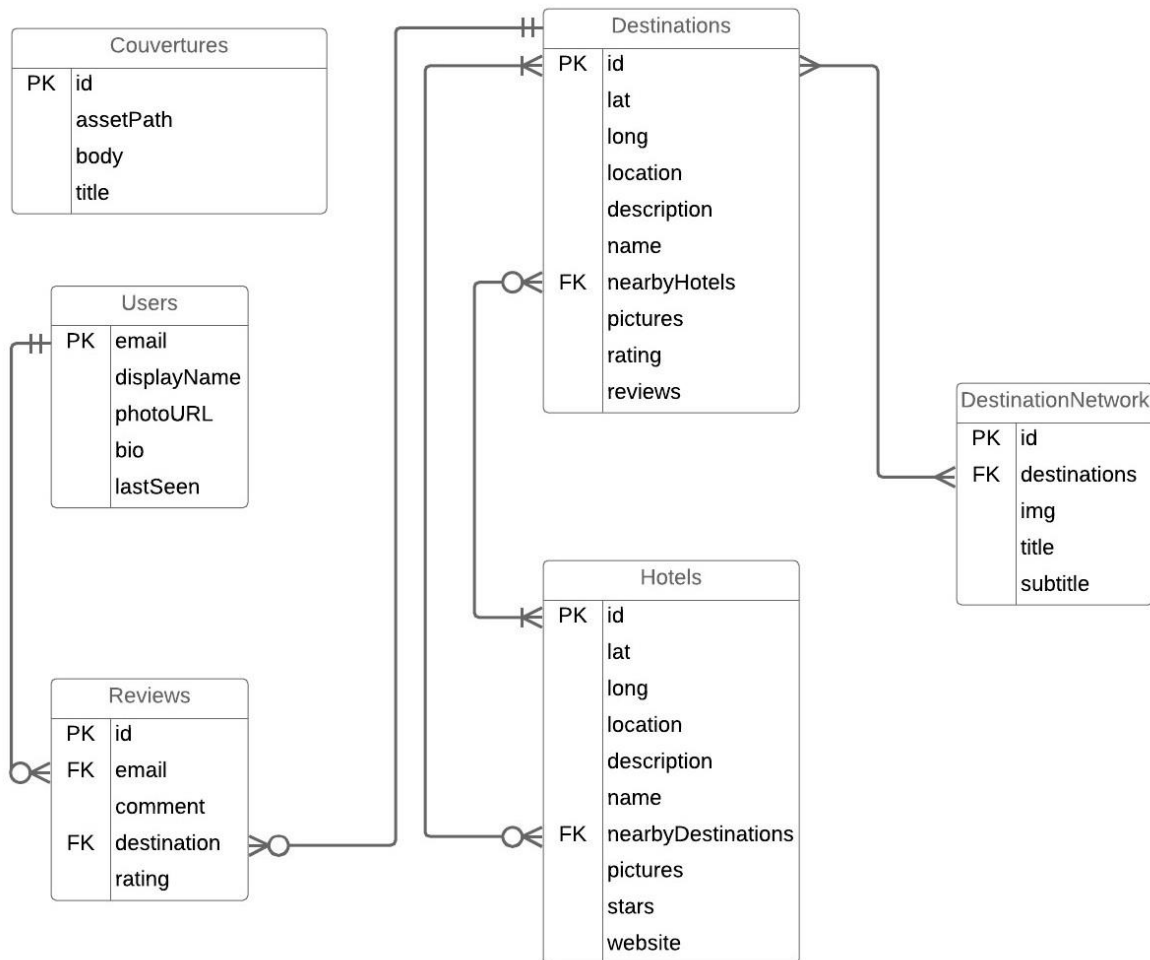 Couvertures
PK id
assetPath
body
title
Users
PK email
displayName
photoURL
bio
lastSeen
Reviews
PK id
FK email
comment
FK destination
rating
Destinations
PK id
lat
long
location
description
name
FK nearbyHotels
pictures
rating
reviews
Hotels
PK id
lat
long
location
description
name
FK nearbyDestinations
pictures
stars
website
DestinationNetwork
PK id
FK destinations
img
title
subtitle